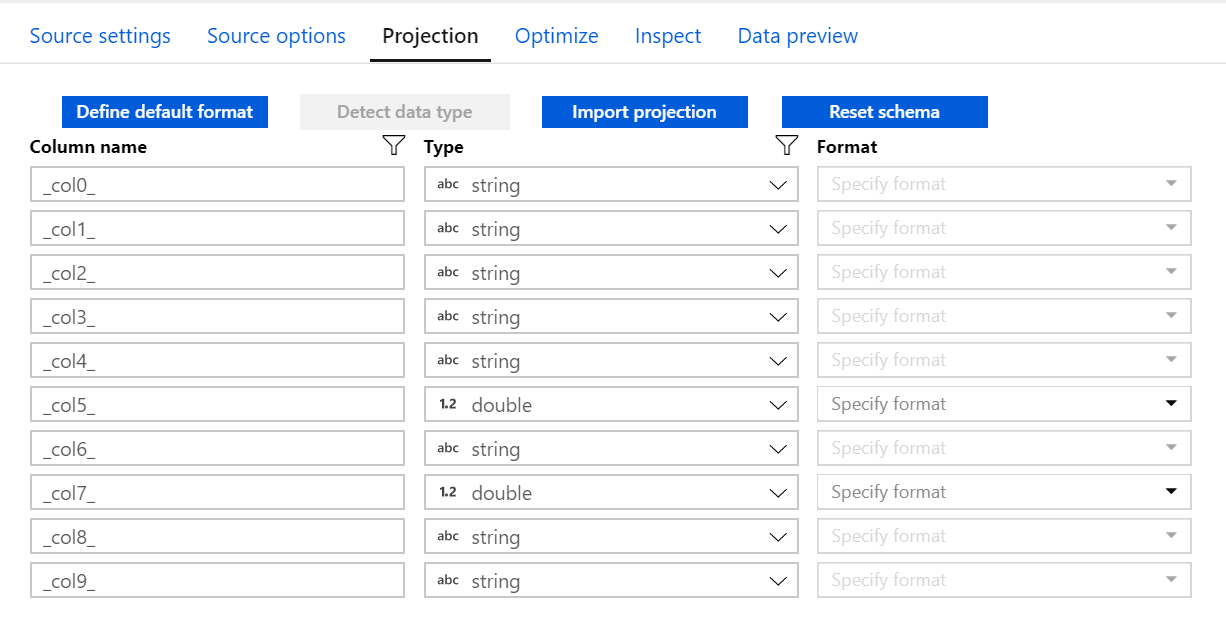 Source settings Source options Projection Optimize Inspect Data preview
Define default format Detect data type Import projection Reset schema
Column name Type Format
_col0_ abc string Specify format
_col1_ abc string Specify format
_col2_ abc string Specify format
_col3_ abc string Specify format
_col4_ abc string Specify format
_col5_ 1.2 double Specify format
_col6_ abc string Specify format
_col7_ 1.2 double Specify format
_col8_ abc string Specify format
_col9_ abc string Specify format